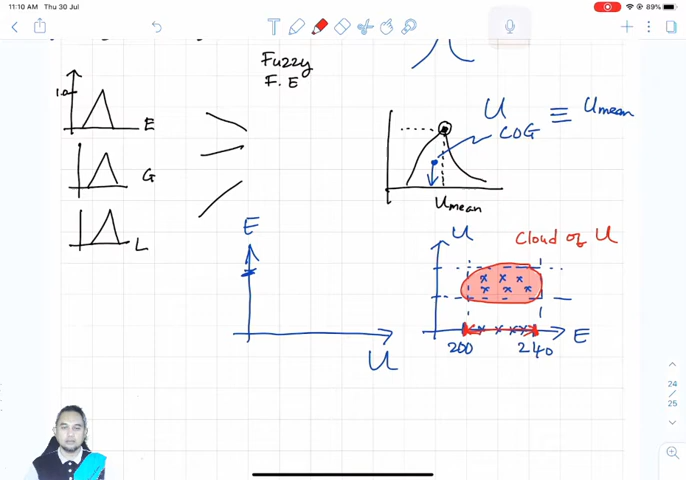 11:10 AM Thu 30 Jul
89%
Fuzzy
F. E
1.0
E
G
L
U ≡ Umean
COG
Umean
E
U
U
Cloud of U
200
240
E
24
25